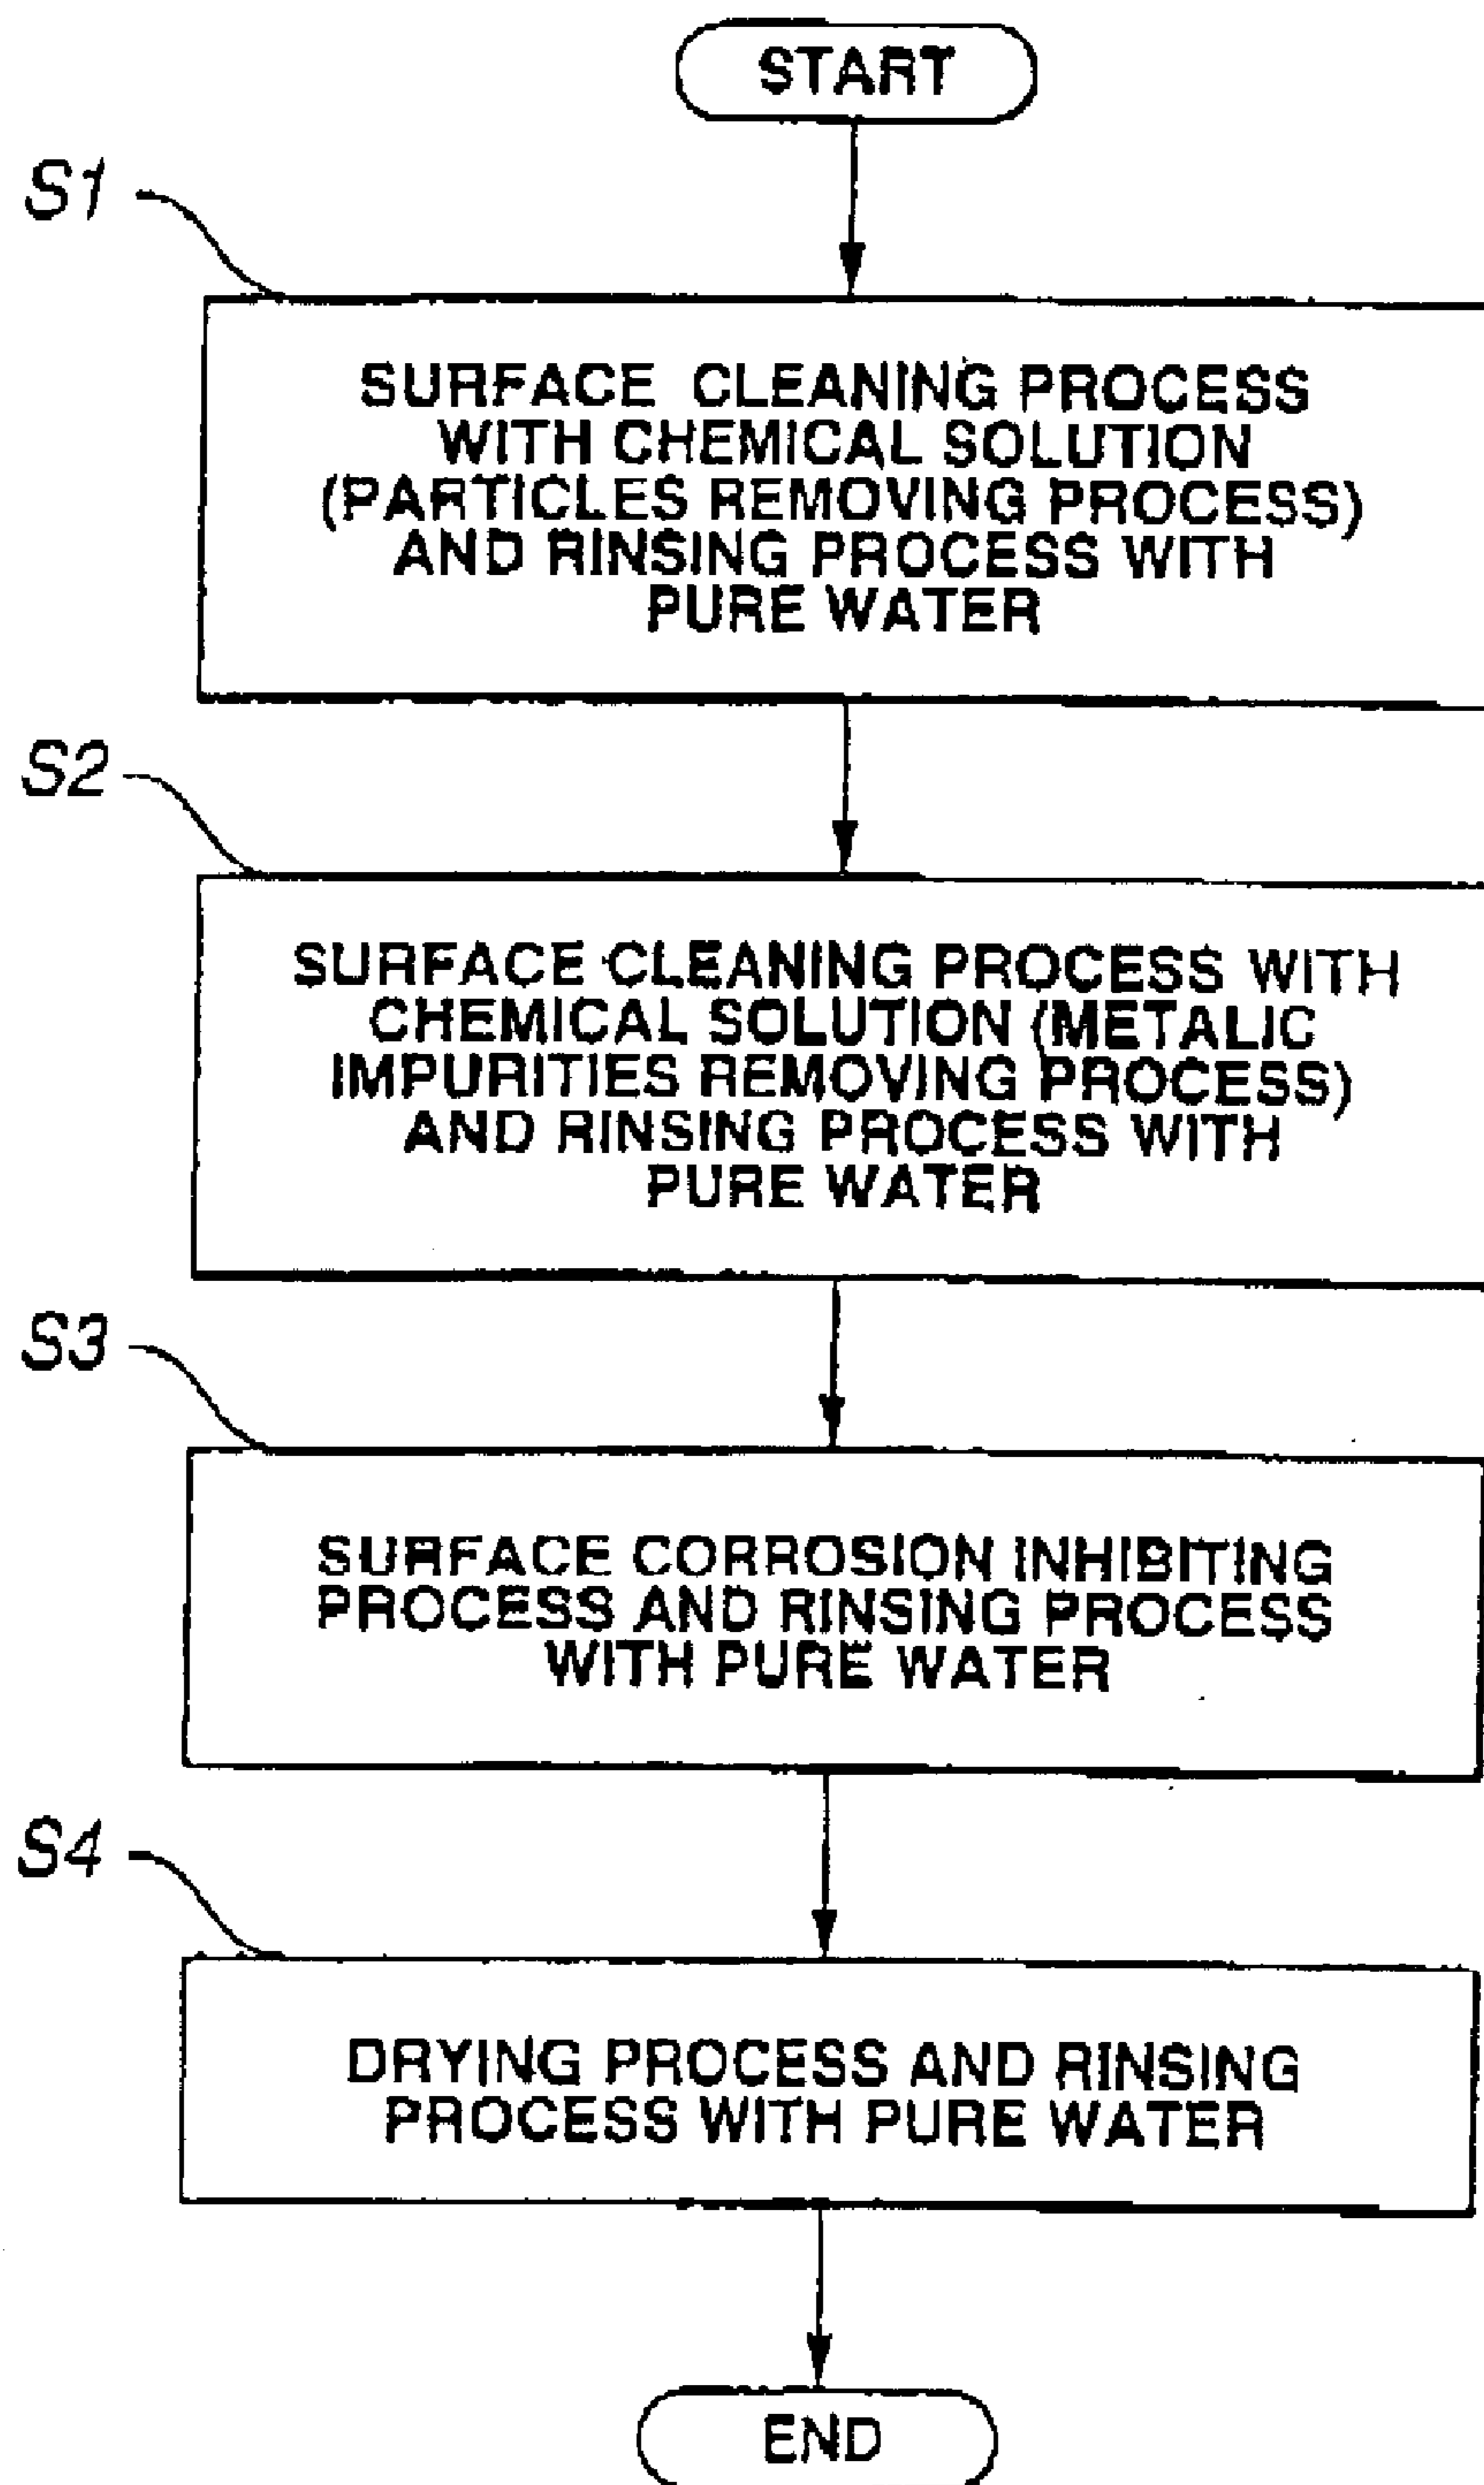 START
S1
SURFACE CLEANING PROCESS
WITH CHEMICAL SOLUTION
(PARTICLES REMOVING PROCESS)
AND RINSING PROCESS WITH
PURE WATER
S2
SURFACE CLEANING PROCESS WITH
CHEMICAL SOLUTION (METALIC
IMPURITIES REMOVING PROCESS)
AND RINSING PROCESS WITH
PURE WATER
S3
SURFACE CORROSION INHIBITING
PROCESS AND RINSING PROCESS
WITH PURE WATER
S4
DRYING PROCESS AND RINSING
PROCESS WITH PURE WATER
END